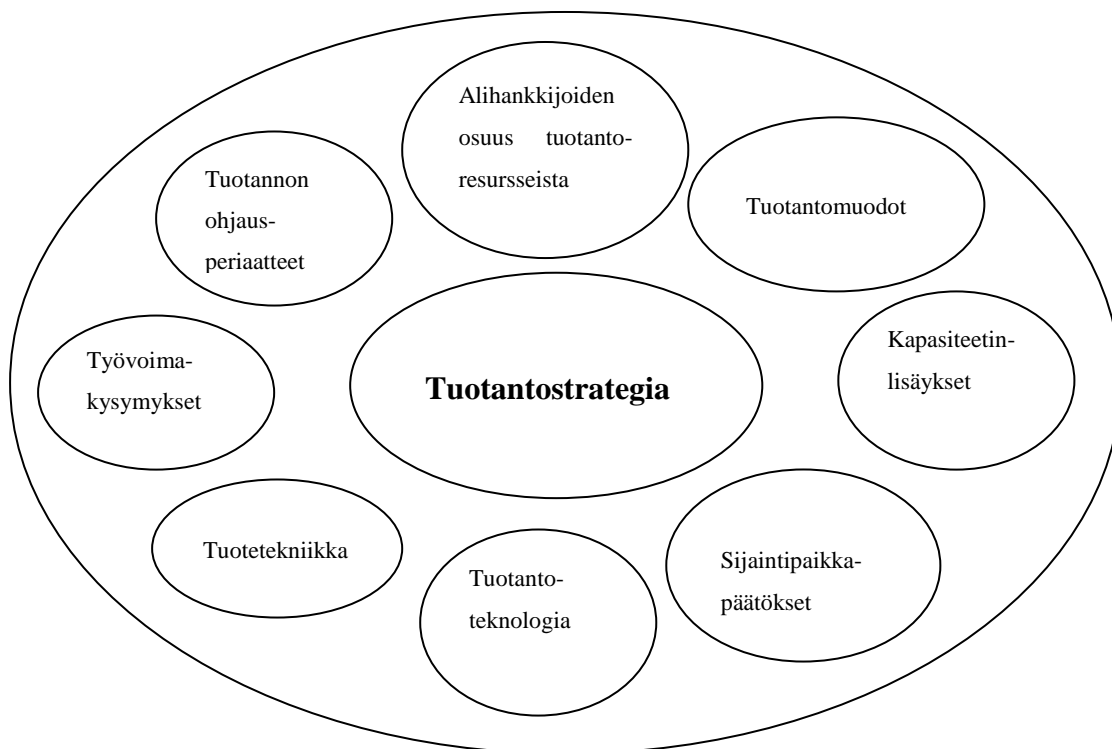 Alihankkijoiden
osuus tuotanto-
resursseista
Tuotannon
ohjaus-
periaatteet
Tuotantomuodot
Työvoima-
kysymykset
Tuotantostrategia
Kapasiteetin-
lisäykset
Tuotetekniikka
Tuotanto-
teknologia
Sijaintipaikka-
päätökset